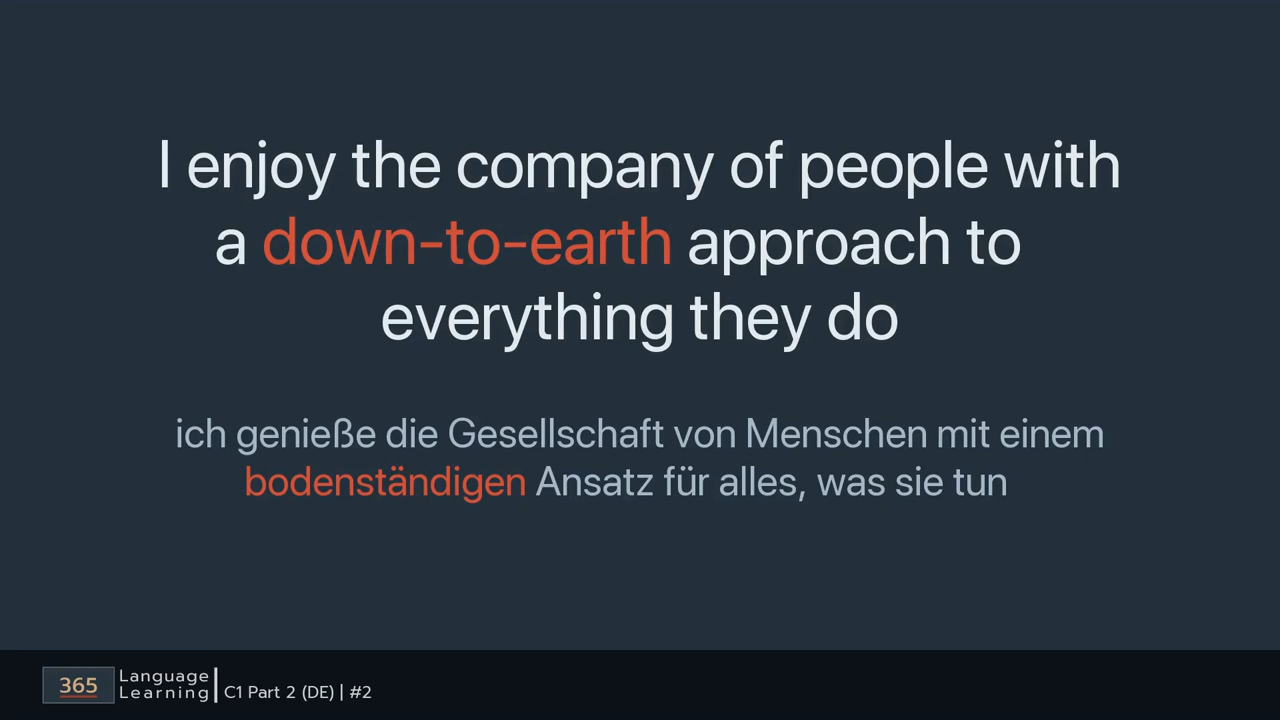 I enjoy the company of people with
a down-to-earth approach to
everything they do
ich genieße die Gesellschaft von Menschen mit einem
bodenständigen Ansatz für alles, was sie tun
365
Language
Learning
C1 Part 2 (DE) | #2